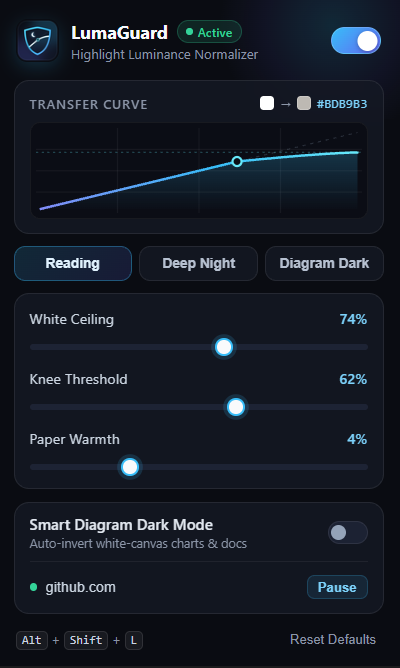 LumaGuard Active
Highlight Luminance Normalizer
TRANSFER CURVE → #BDB9B3
Reading Deep Night Diagram Dark
White Ceiling 74%
Knee Threshold 62%
Paper Warmth 4%
Smart Diagram Dark Mode
Auto-invert white-canvas charts & docs
github.com Pause
Alt + Shift + L Reset Defaults